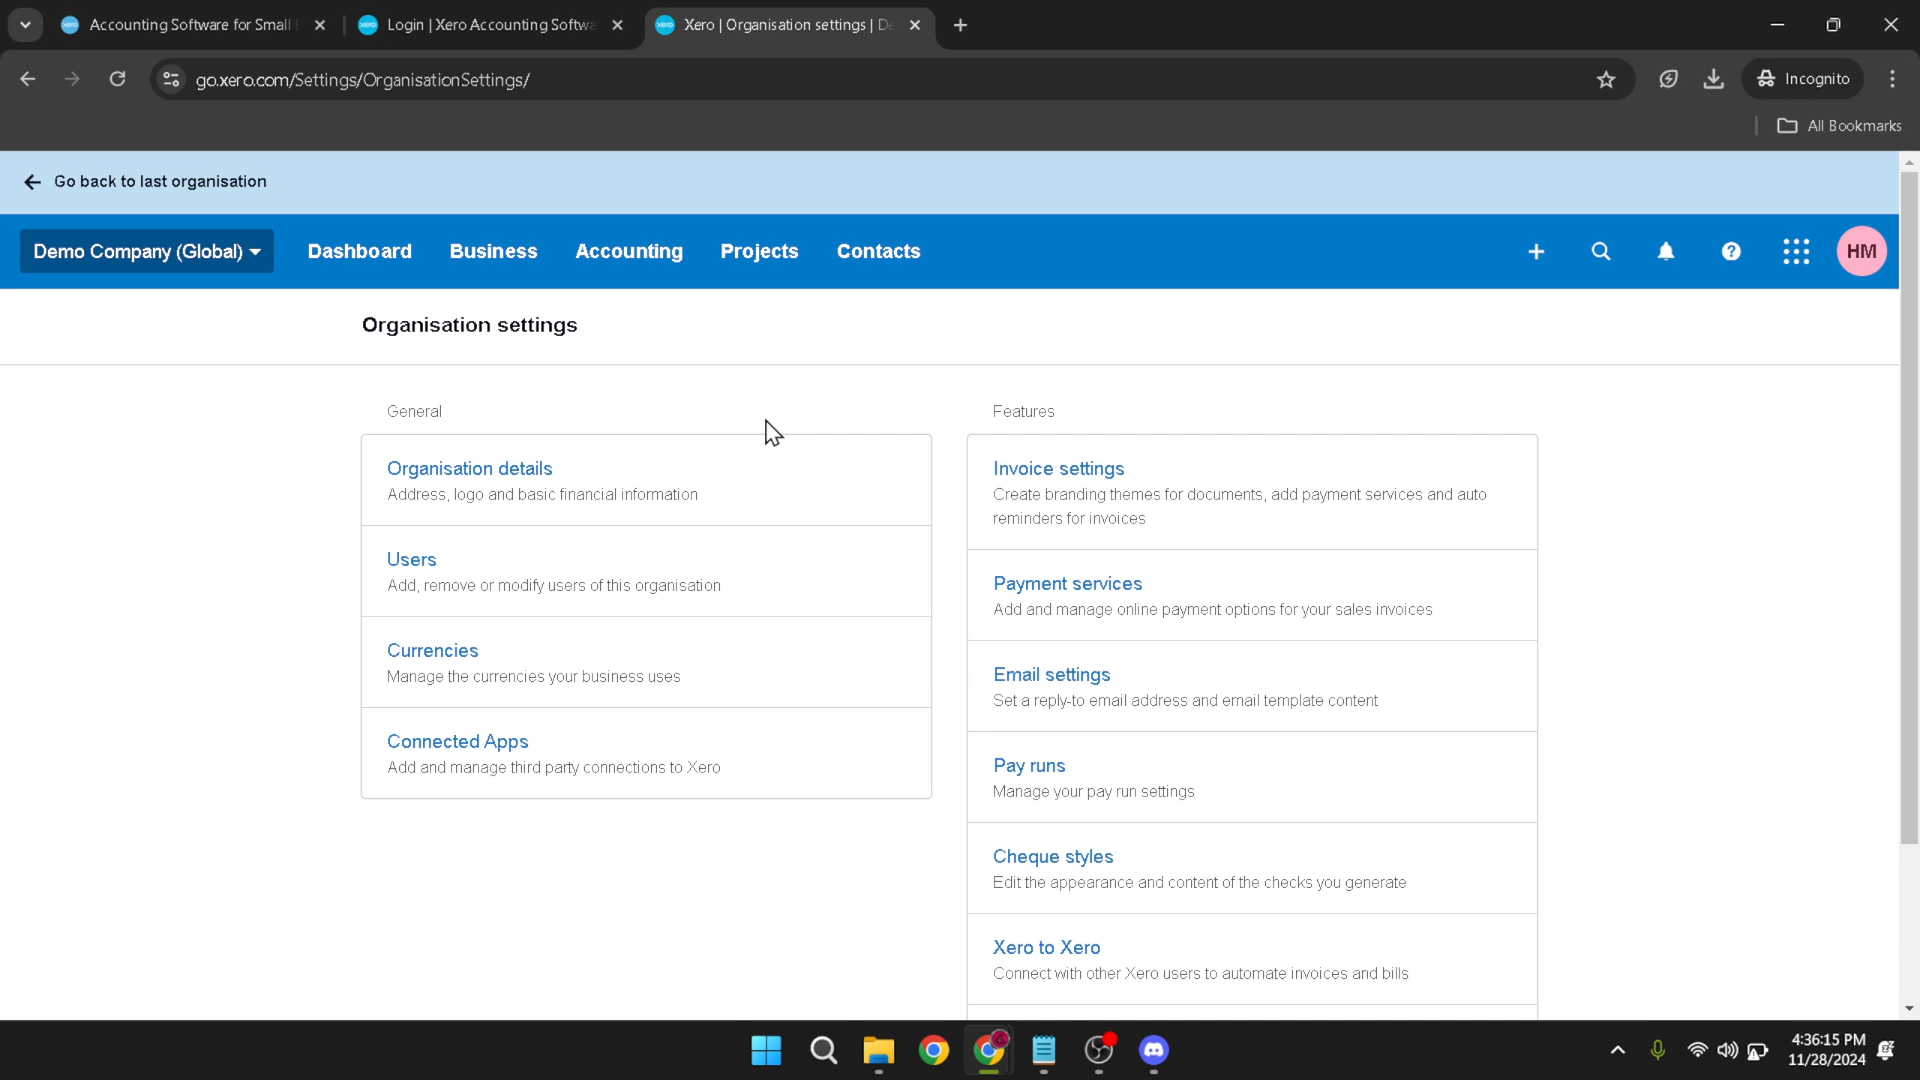 Accounting Software for Small
Login | Xero Accounting Softwa
Xero | Organisation settings | De
go.xero.com/Settings/OrganisationSettings/
Incognito
All Bookmarks
Go back to last organisation
Demo Company (Global)
Dashboard
Business
Accounting
Projects
Contacts
HM
Organisation settings
General
Organisation details
Address, logo and basic financial information
Users
Add, remove or modify users of this organisation
Currencies
Manage the currencies your business uses
Connected Apps
Add and manage third party connections to Xero
Features
Invoice settings
Create branding themes for documents, add payment services and auto
reminders for invoices
Payment services
Add and manage online payment options for your sales invoices
Email settings
Set a reply-to email address and email template content
Pay runs
Manage your pay run settings
Cheque styles
Edit the appearance and content of the checks you generate
Xero to Xero
Connect with other Xero users to automate invoices and bills
4:36:15 PM
11/28/2024